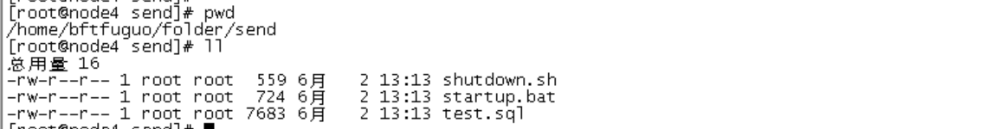 [root@node4 send]# pwd
/home/bftfuguo/folder/send
[root@node4 send]# ll
总用量 16
-rw-r--r-- 1 root root  559 6月   2 13:13 shutdown.sh
-rw-r--r-- 1 root root  724 6月   2 13:13 startup.bat
-rw-r--r-- 1 root root 7683 6月   2 13:13 test.sql
[root@node4 send]#